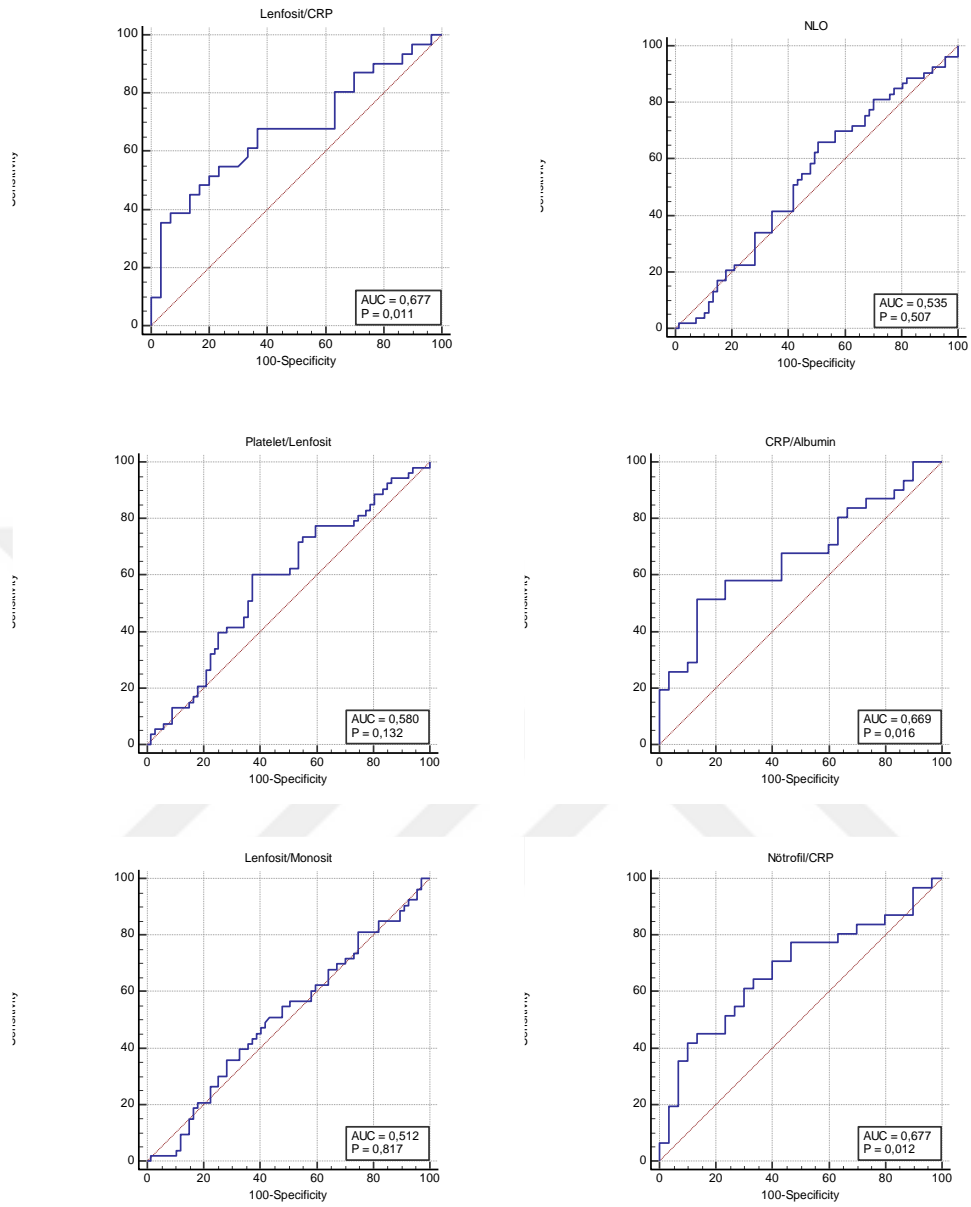 Lenfosit/CRP
100
80
60
40
20
0
AUC = 0,677
P = 0,011
0 20 40 60 80 100
100-Specificity
NLO
100
80
60
40
20
0
AUC = 0,535
P = 0,507
0 20 40 60 80 100
100-Specificity
Platelet/Lenfosit
100
80
60
40
20
0
AUC = 0,580
P = 0,132
0 20 40 60 80 100
100-Specificity
CRP/Albumin
100
80
60
40
20
0
AUC = 0,669
P = 0,016
0 20 40 60 80 100
100-Specificity
Lenfosit/Monosit
100
80
60
40
20
0
AUC = 0,512
P = 0,817
0 20 40 60 80 100
100-Specificity
Nötrofil/CRP
100
80
60
40
20
0
AUC = 0,677
P = 0,012
0 20 40 60 80 100
100-Specificity